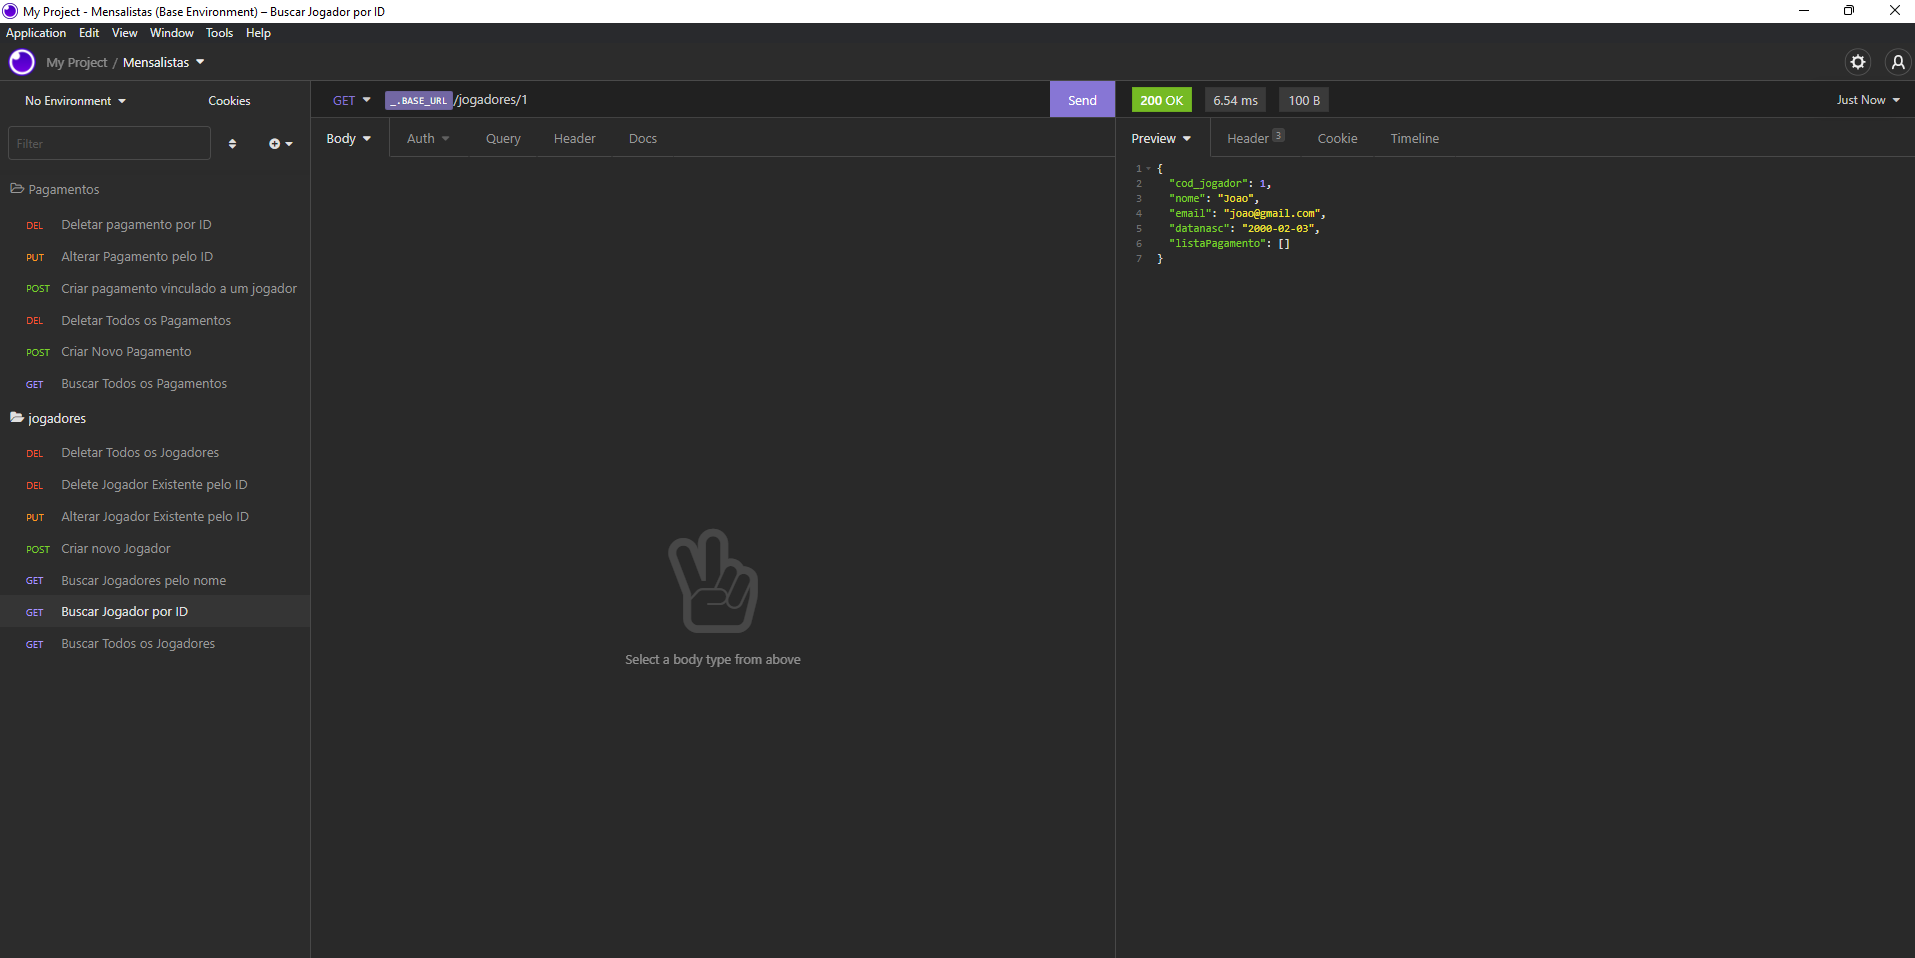 My Project - Mensalistas (Base Environment) – Buscar Jogador por ID
Application Edit View Window Tools Help
My Project / Mensalistas
No Environment Cookies
Filter
Pagamentos
DEL Deletar pagamento por ID
PUT Alterar Pagamento pelo ID
POST Criar pagamento vinculado a um jogador
DEL Deletar Todos os Pagamentos
POST Criar Novo Pagamento
GET Buscar Todos os Pagamentos
jogadores
DEL Deletar Todos os Jogadores
DEL Delete Jogador Existente pelo ID
PUT Alterar Jogador Existente pelo ID
POST Criar novo Jogador
GET Buscar Jogadores pelo nome
GET Buscar Jogador por ID
GET Buscar Todos os Jogadores
GET _.BASE_URL/jogadores/1 Send
Body Auth Query Header Docs
Select a body type from above
200 OK 6.54 ms 100 B Just Now
Preview Header 3 Cookie Timeline
1 {
2 "cod_jogador": 1,
3 "nome": "Joao",
4 "email": "joao@gmail.com",
5 "datanasc": "2000-02-03",
6 "listaPagamento": []
7 }